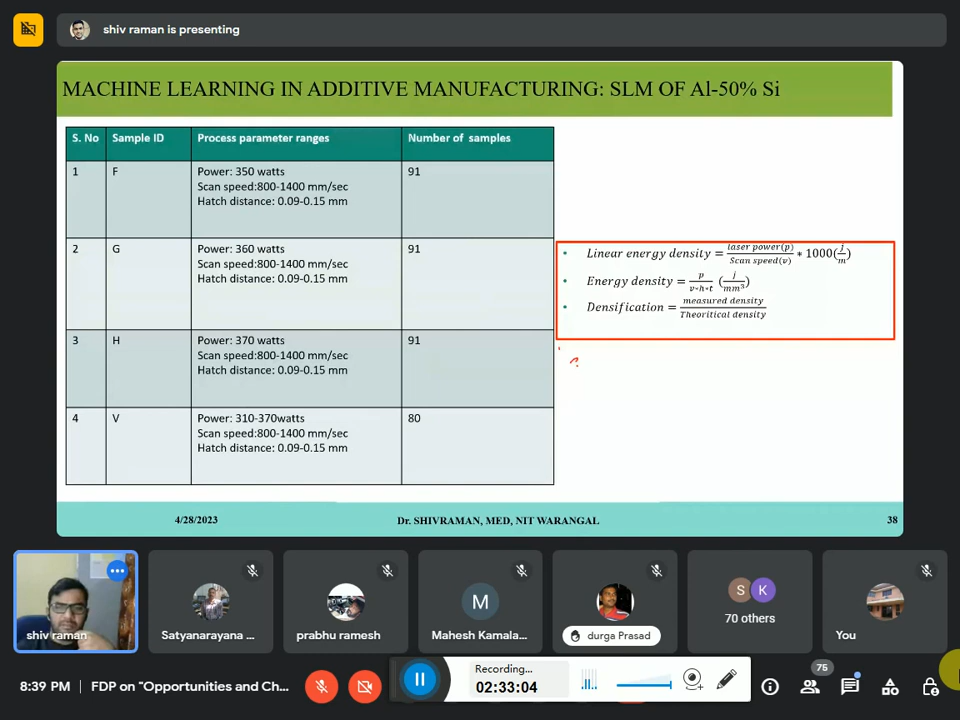 shiv raman is presenting
MACHINE LEARNING IN ADDITIVE MANUFACTURING: SLM OF Al-50% Si
S. No Sample ID Process parameter ranges Number of samples
1 F Power: 350 watts 91
Scan speed:800-1400 mm/sec
Hatch distance: 0.09-0.15 mm
2 G Power: 360 watts 91
Scan speed:800-1400 mm/sec
Hatch distance: 0.09-0.15 mm
3 H Power: 370 watts 91
Scan speed:800-1400 mm/sec
Hatch distance: 0.09-0.15 mm
4 V Power: 310-370watts 80
Scan speed:800-1400 mm/sec
Hatch distance: 0.09-0.15 mm
• Linear energy density = laser power(p) / Scan speed(v) * 1000(j/m)
• Energy density = p / v*h*t (j/mm³)
• Densification = measured density / Theoritical density
4/28/2023 Dr. SHIVRAMAN, MED, NIT WARANGAL 38
shiv raman
Satyanarayana ...
prabhu ramesh
M
Mahesh Kamala...
durga Prasad
S K
70 others
You
8:39 PM FDP on "Opportunities and Ch...
Recording...
02:33:04
75